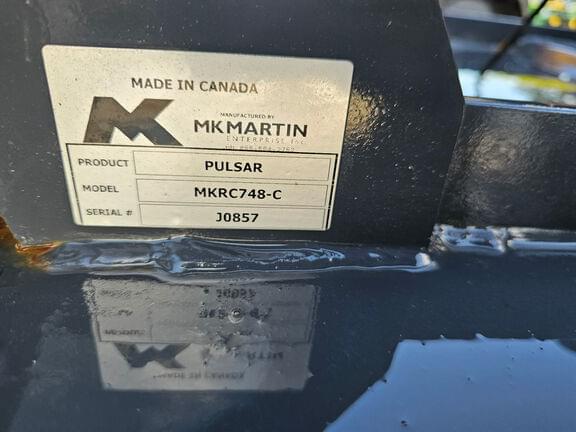 MADE IN CANADA
MANUFACTURED BY
MKMARTIN
ENTERPRISE INC.
PRODUCT PULSAR
MODEL MKRC748-C
SERIAL # J0857